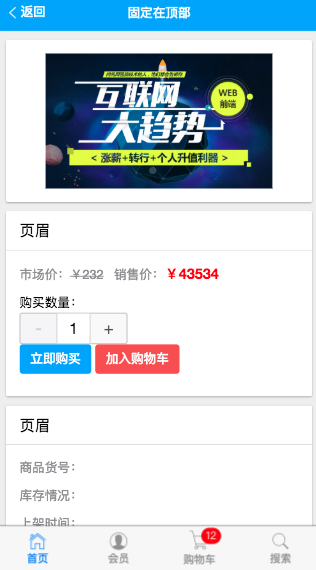 返回
固定在顶部
互联网
大趋势
WEB
前端
< 涨薪+转行+个人升值利器 >
页眉
市场价: ￥232 销售价: ￥43534
购买数量:
- 1 +
立即购买 加入购物车
页眉
商品货号:
库存情况:
上架时间:
12
首页 会员 购物车 搜索